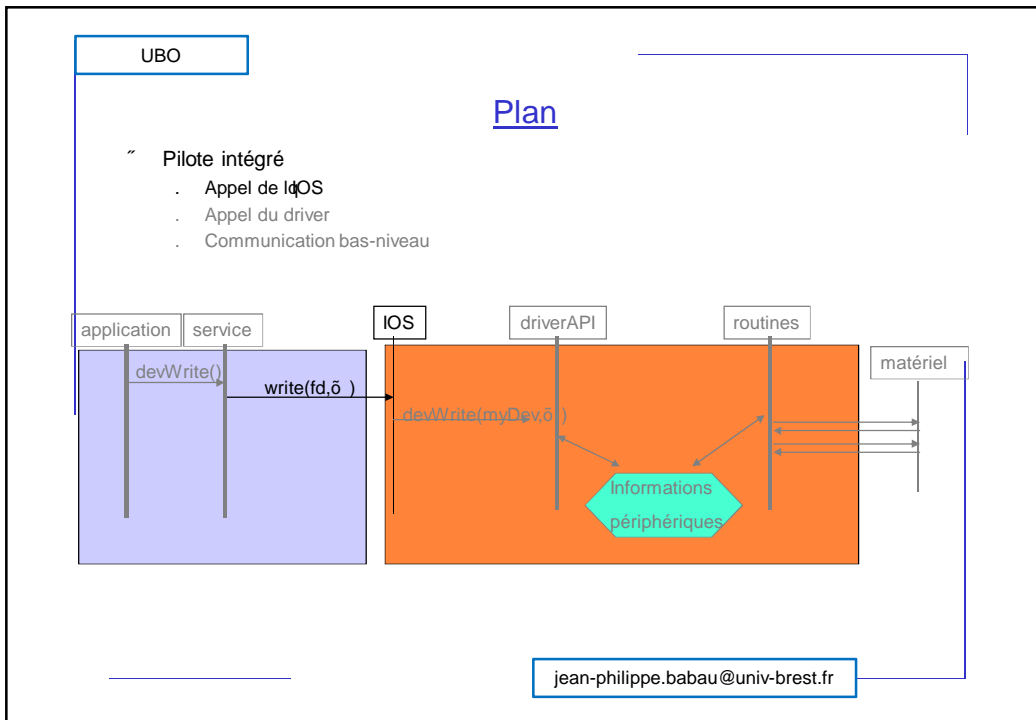 UBO
Plan
˝ Pilote intégré
. Appel de lqIOS
. Appel du driver
. Communication bas-niveau
application
service
IOS
driverAPI
routines
matériel
devWrite()
write(fd,õ )
devWrite(myDev,õ )
Informations
périphériques
jean-philippe.babau@univ-brest.fr